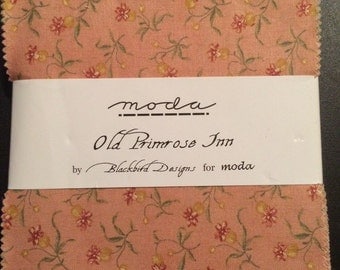 moda
Old Primrose Inn
by Blackbird Designs for moda